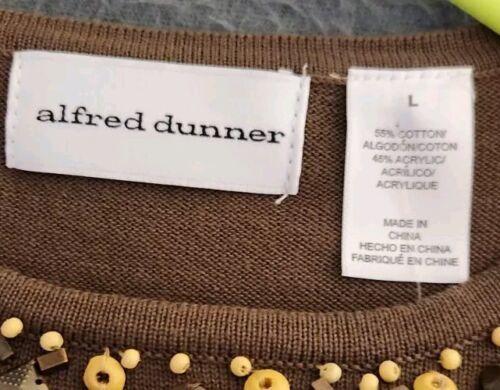 alfred dunner
L
55% COTTON/
ALGODÓN/COTON
45% ACRYLIC/
ACRÍLICO/
ACRYLIQUE
MADE IN
CHINA
HECHO EN CHINA
FABRIQUÉ EN CHINE